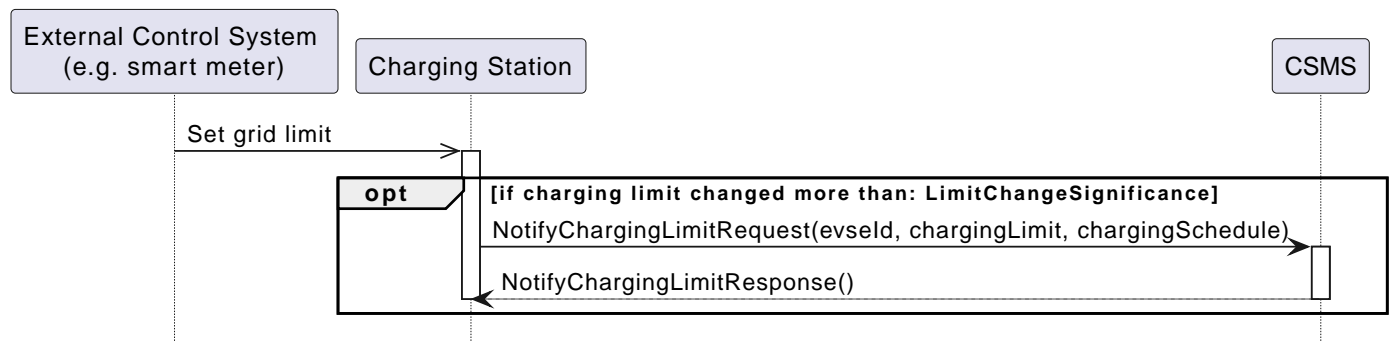 External Control System
(e.g. smart meter)
Charging Station
CSMS
Set grid limit
opt
[if charging limit changed more than: LimitChangeSignificance]
NotifyChargingLimitRequest(evseId, chargingLimit, chargingSchedule)
NotifyChargingLimitResponse()